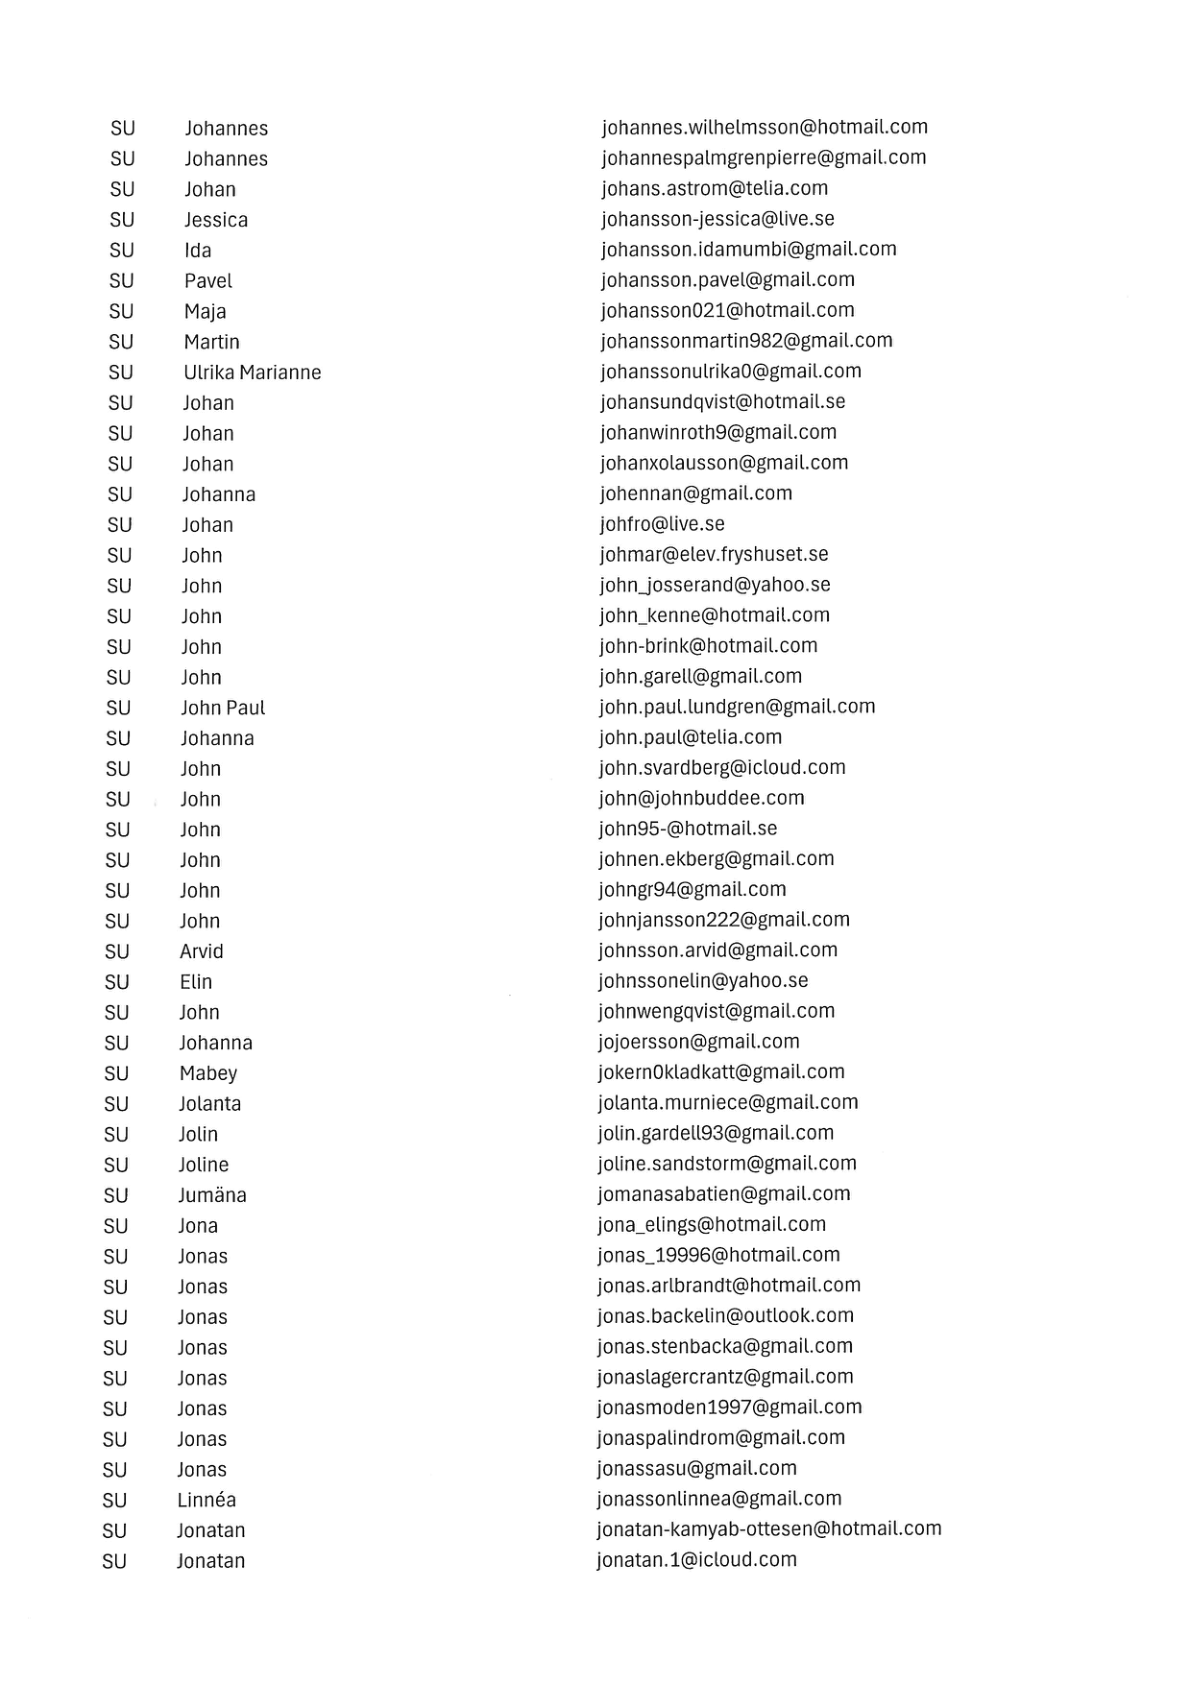 SU Johannes johannes.wilhelmsson@hotmail.com
SU Johannes johannespalmgrenpierre@gmail.com
SU Johan johans.astrom@telia.com
SU Jessica johansson-jessica@live.se
SU Ida johansson.idamumbi@gmail.com
SU Pavel johansson.pavel@gmail.com
SU Maja johansson021@hotmail.com
SU Martin johanssonmartin982@gmail.com
SU Ulrika Marianne johanssonulrika0@gmail.com
SU Johan johansundqvist@hotmail.se
SU Johan johanwinroth9@gmail.com
SU Johan johanxolausson@gmail.com
SU Johanna johennan@gmail.com
SU Johan johfro@live.se
SU John johmar@elev.fryshuset.se
SU John john_josserand@yahoo.se
SU John john_kenne@hotmail.com
SU John john-brink@hotmail.com
SU John john.garell@gmail.com
SU John Paul john.paul.lundgren@gmail.com
SU Johanna john.paul@telia.com
SU John john.svardberg@icloud.com
SU John john@johnbuddee.com
SU John john95-@hotmail.se
SU John johnen.ekberg@gmail.com
SU John johngr94@gmail.com
SU John johnjansson222@gmail.com
SU Arvid johnsson.arvid@gmail.com
SU Elin johnssonelin@yahoo.se
SU John johnwengqvist@gmail.com
SU Johanna jojoersson@gmail.com
SU Mabey jokern0kladkatt@gmail.com
SU Jolanta jolanta.murniece@gmail.com
SU Jolin jolin.gardell93@gmail.com
SU Joline joline.sandstorm@gmail.com
SU Jumäna jomanasabatien@gmail.com
SU Jona jona_elings@hotmail.com
SU Jonas jonas_19996@hotmail.com
SU Jonas jonas.arlbrandt@hotmail.com
SU Jonas jonas.backelin@outlook.com
SU Jonas jonas.stenbacka@gmail.com
SU Jonas jonaslagercrantz@gmail.com
SU Jonas jonasmoden1997@gmail.com
SU Jonas jonaspalindrom@gmail.com
SU Jonas jonassasu@gmail.com
SU Linnéa jonassonlinnea@gmail.com
SU Jonatan jonatan-kamyab-ottesen@hotmail.com
SU Jonatan jonatan.1@icloud.com